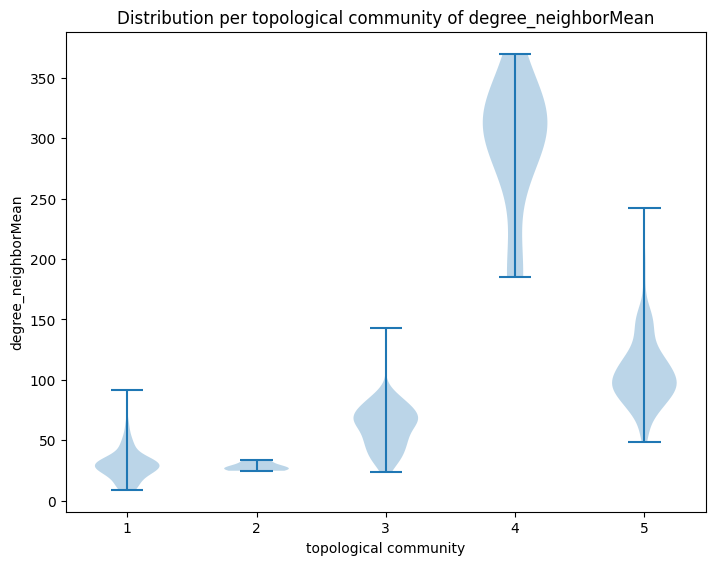 Distribution per topological community of degree_neighborMean
degree_neighborMean
350
300
250
200
150
100
50
0
1 2 3 4 5
topological community